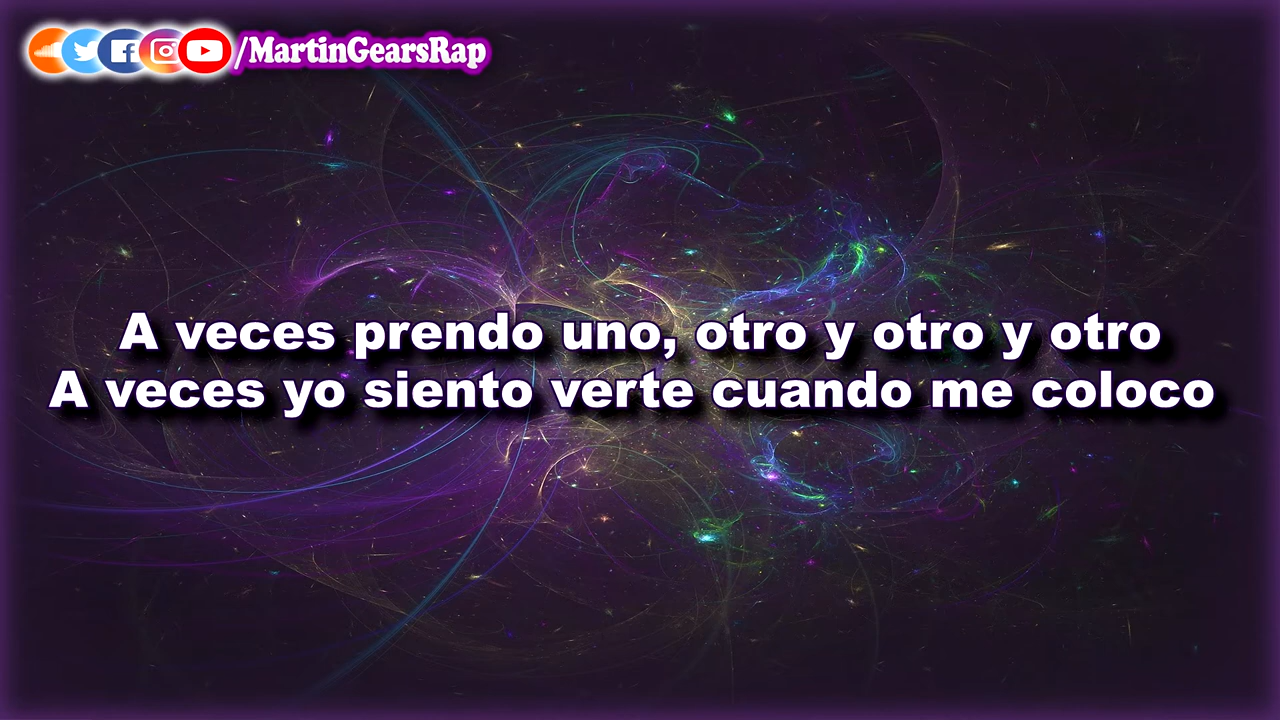 /MartinGearsRap
A veces prendo uno, otro y otro y otro
A veces yo siento verte cuando me coloco